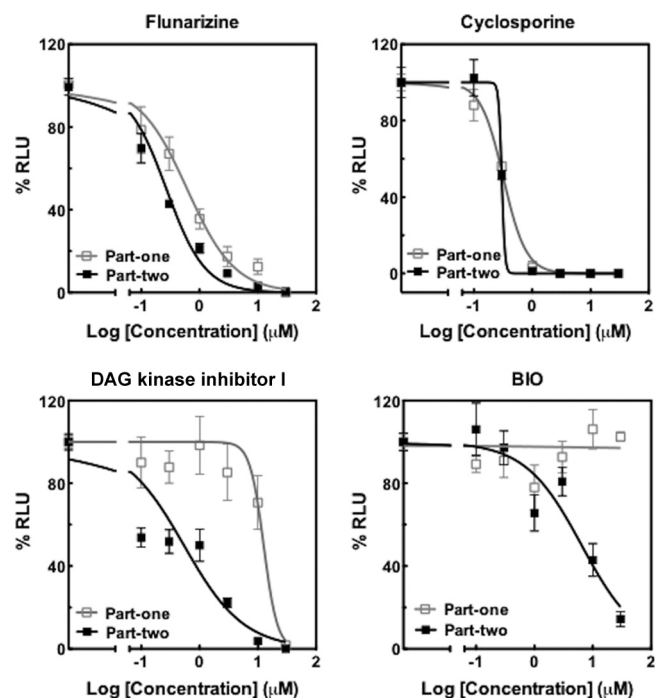 Flunarizine
120
80
40
0
% RLU
Part-one
Part-two
-1 0 1 2
Log [Concentration] (μM)
Cyclosporine
120
80
40
0
% RLU
Part-one
Part-two
-1 0 1 2
Log [Concentration] (μM)
DAG kinase inhibitor I
120
80
40
0
% RLU
Part-one
Part-two
-1 0 1 2
Log [Concentration] (μM)
BIO
120
80
40
0
% RLU
Part-one
Part-two
-1 0 1 2
Log [Concentration] (μM)